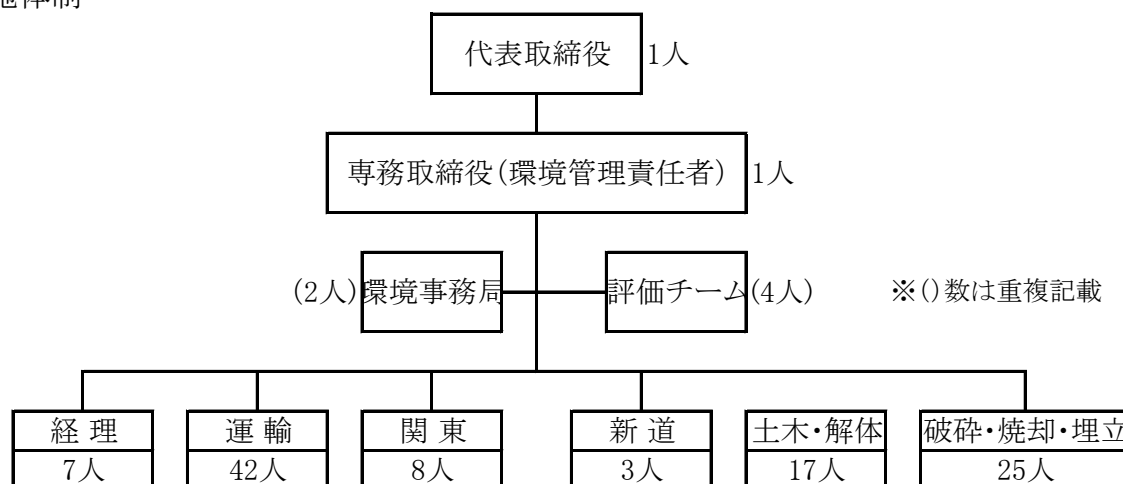 代表取締役 1人
専務取締役(環境管理責任者) 1人
(2人)環境事務局 評価チーム(4人) ※()数は重複記載
経理 運輸 関東 新道 土木・解体 破砕・焼却・埋立
7人 42人 8人 3人 17人 25人